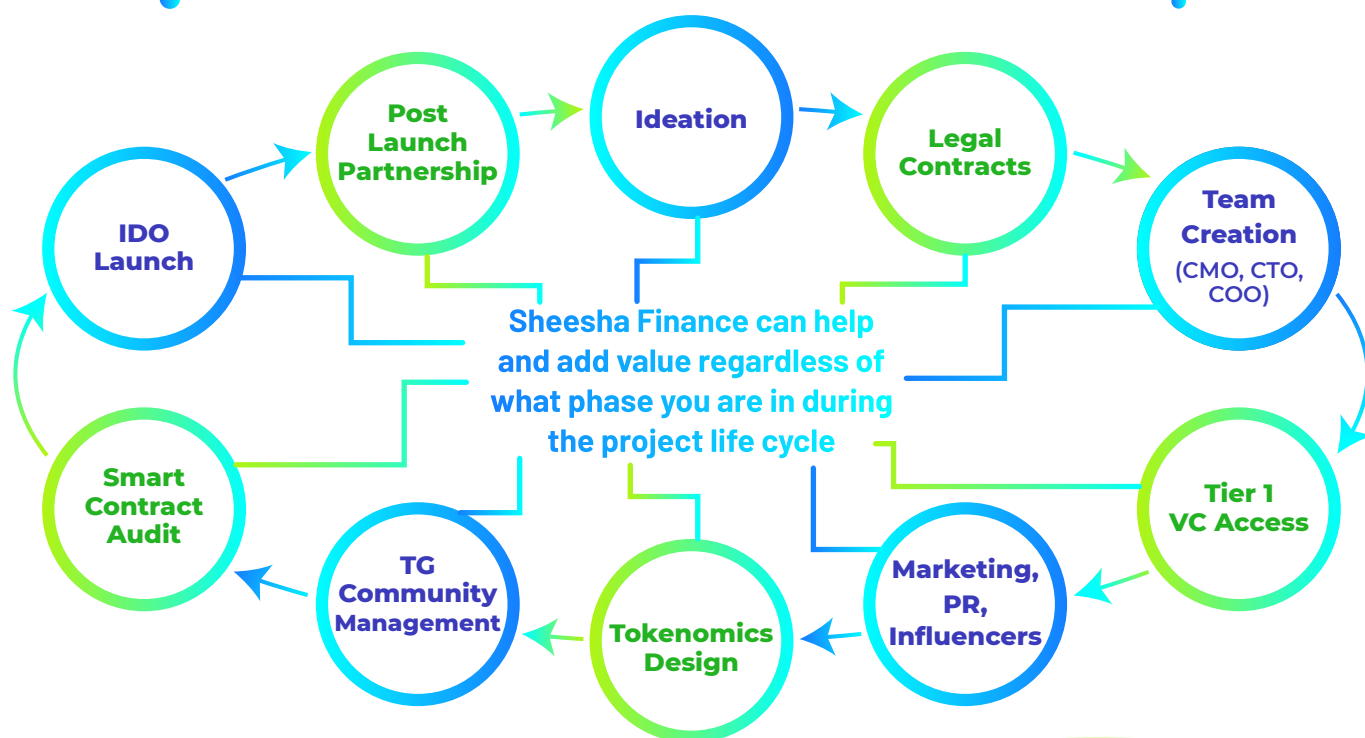 Ideation
Legal
Contracts
Team
Creation
(CMO, CTO,
COO)
Tier 1
VC Access
Marketing,
PR,
Influencers
Tokenomics
Design
TG
Community
Management
Smart
Contract
Audit
IDO
Launch
Post
Launch
Partnership
Sheesha Finance can help
and add value regardless of
what phase you are in during
the project life cycle